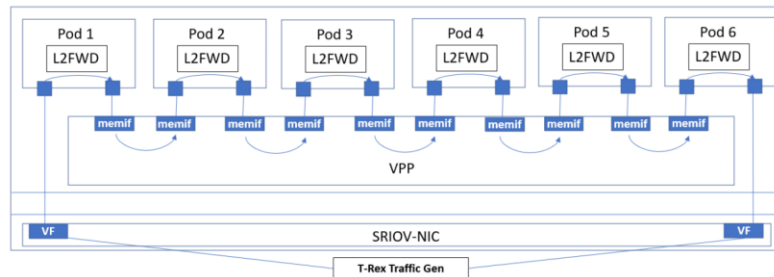 Pod 1 Pod 2 Pod 3 Pod 4 Pod 5 Pod 6
L2FWD L2FWD L2FWD L2FWD L2FWD L2FWD
memif memif memif memif memif memif memif memif memif memif
VPP
VF VF
SRIOV-NIC
T-Rex Traffic Gen